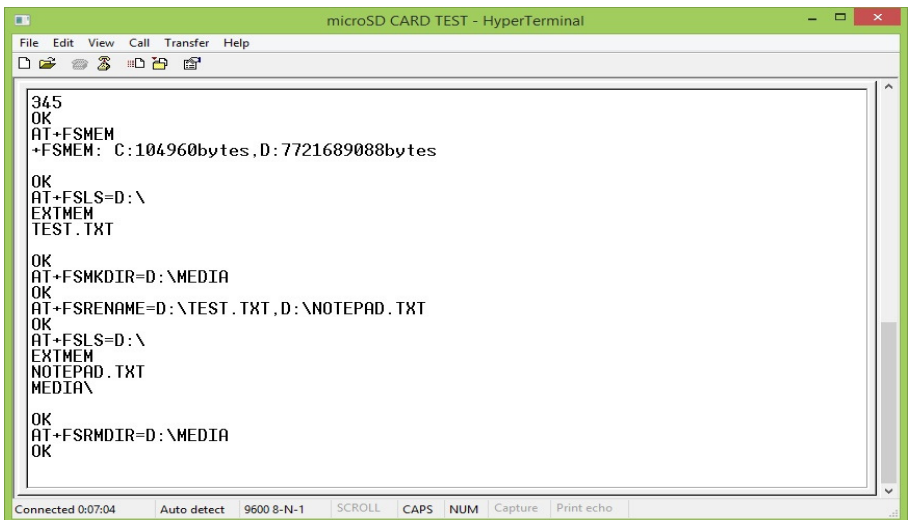 microSD CARD TEST - HyperTerminal
File Edit View Call Transfer Help
345
OK
AT+FSMEM
+FSMEM: C:104960bytes,D:7721689088bytes
OK
AT+FSLS=D:\
EXTMEM
TEST.TXT
OK
AT+FSMKDIR=D:\MEDIA
OK
AT+FSRENAME=D:\TEST.TXT,D:\NOTEPAD.TXT
OK
AT+FSLS=D:\
EXTMEM
NOTEPAD.TXT
MEDIA\
OK
AT+FSRMDIR=D:\MEDIA
OK
Connected 0:07:04 Auto detect 9600 8-N-1 SCROLL CAPS NUM Capture Print echo